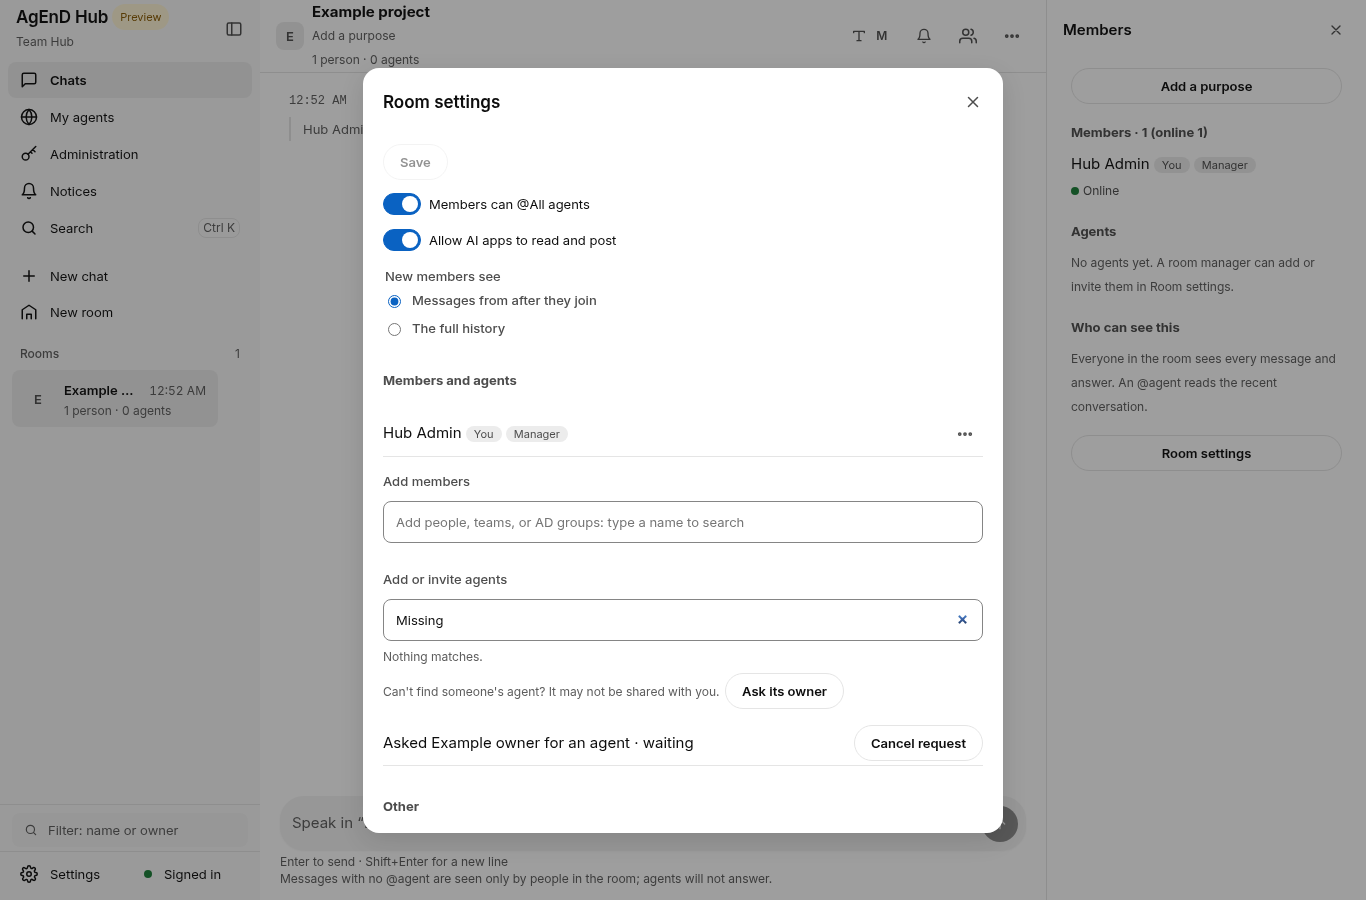 AgEnD Hub Preview
Team Hub
Chats
My agents
Administration
Notices
Search Ctrl K
New chat
New room
Rooms 1
E Example ... 12:52 AM
1 person · 0 agents
Filter: name or owner
Settings Signed in
E Example project
Add a purpose
1 person · 0 agents
M
12:52 AM
Hub Admi
Room settings
Save
Members can @All agents
Allow AI apps to read and post
New members see
Messages from after they join
The full history
Members and agents
Hub Admin You Manager
Add members
Add people, teams, or AD groups: type a name to search
Add or invite agents
Missing
Nothing matches.
Can't find someone's agent? It may not be shared with you. Ask its owner
Asked Example owner for an agent · waiting Cancel request
Other
Speak in “
Enter to send · Shift+Enter for a new line
Messages with no @agent are seen only by people in the room; agents will not answer.
Members
Add a purpose
Members · 1 (online 1)
Hub Admin You Manager
Online
Agents
No agents yet. A room manager can add or
invite them in Room settings.
Who can see this
Everyone in the room sees every message and
answer. An @agent reads the recent
conversation.
Room settings